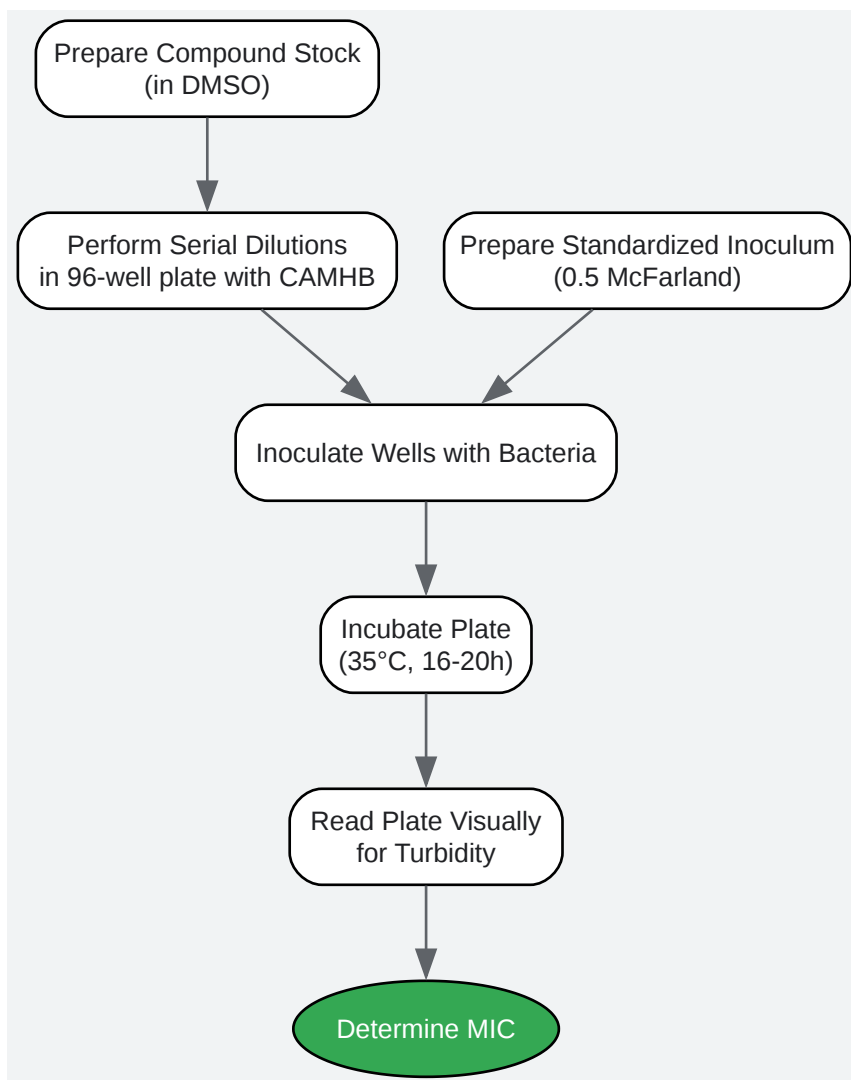 Prepare Compound Stock
(in DMSO)
Perform Serial Dilutions
in 96-well plate with CAMHB
Prepare Standardized Inoculum
(0.5 McFarland)
Inoculate Wells with Bacteria
Incubate Plate
(35°C, 16-20h)
Read Plate Visually
for Turbidity
Determine MIC